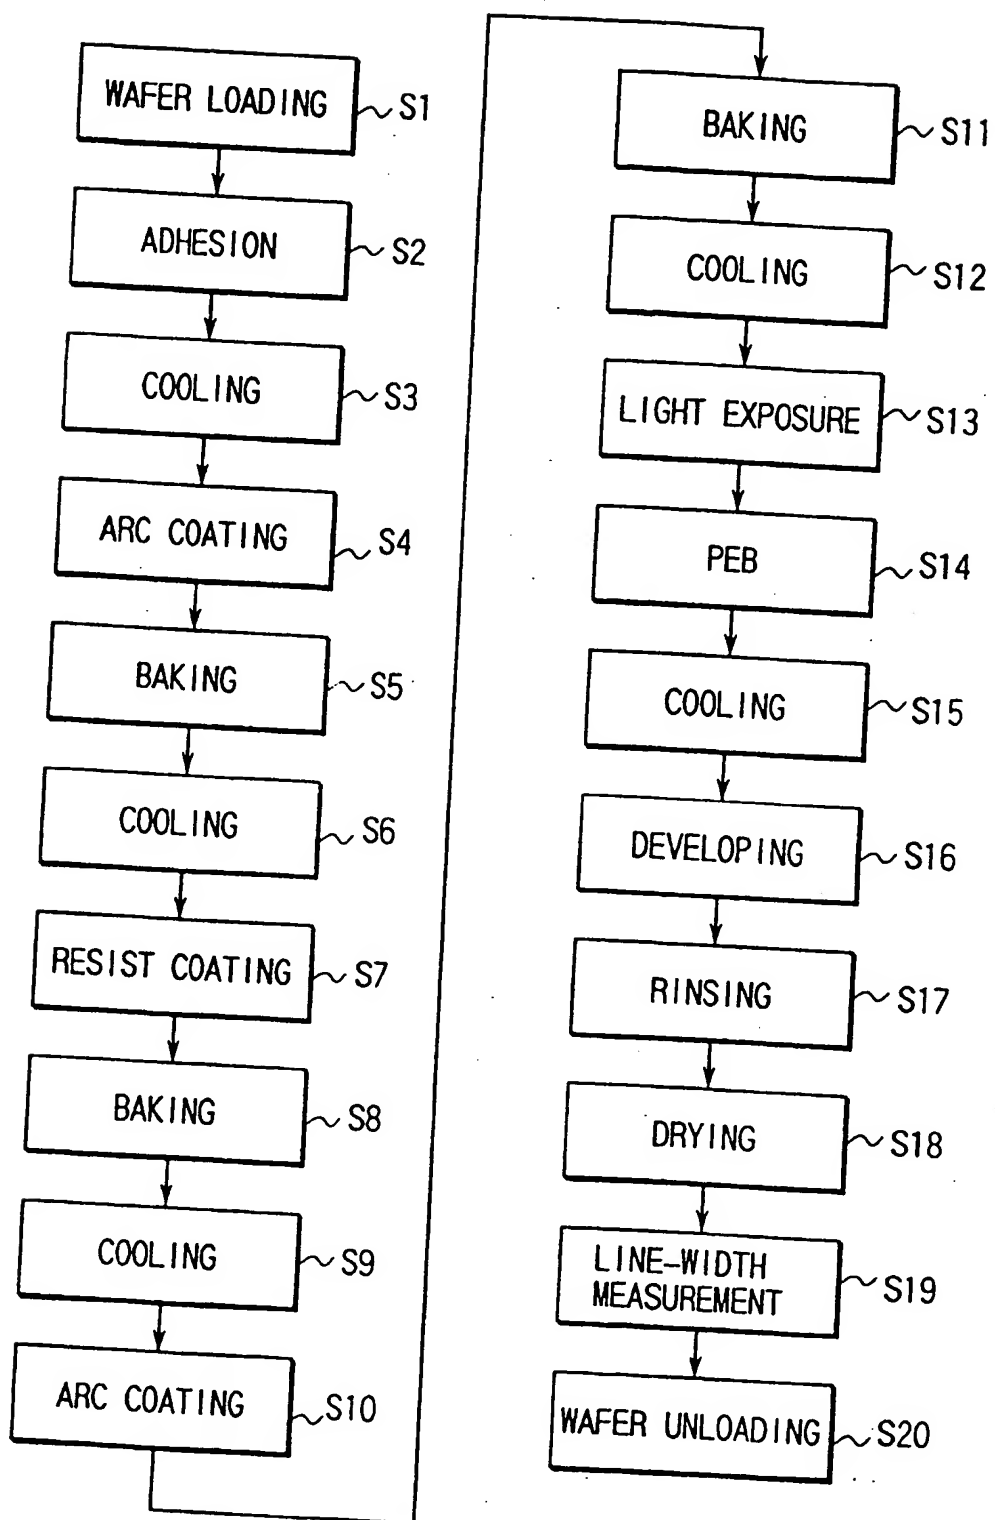 WAFER LOADING S1
ADHESION S2
COOLING S3
ARC COATING S4
BAKING S5
COOLING S6
RESIST COATING S7
BAKING S8
COOLING S9
ARC COATING S10
BAKING S11
COOLING S12
LIGHT EXPOSURE S13
PEB S14
COOLING S15
DEVELOPING S16
RINSING S17
DRYING S18
LINE-WIDTH
MEASUREMENT S19
WAFER UNLOADING S20